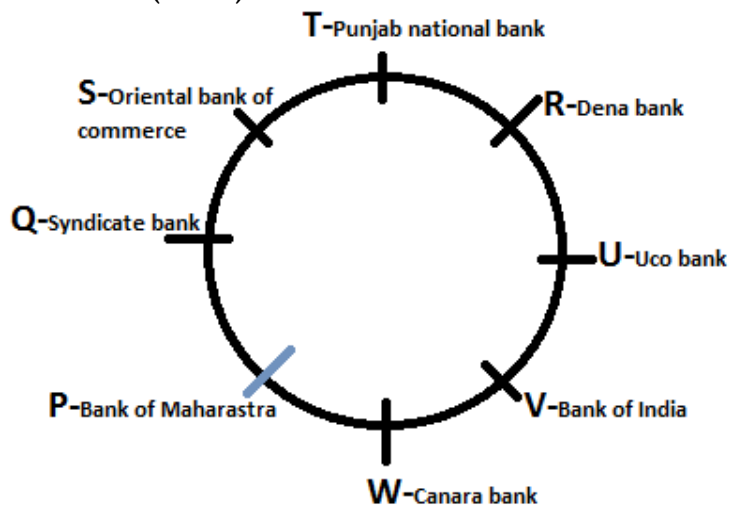 T-Punjab national bank
S-Oriental bank of
commerce
R-Dena bank
Q-Syndicate bank
U-Uco bank
P-Bank of Maharastra
V-Bank of India
W-Canara bank